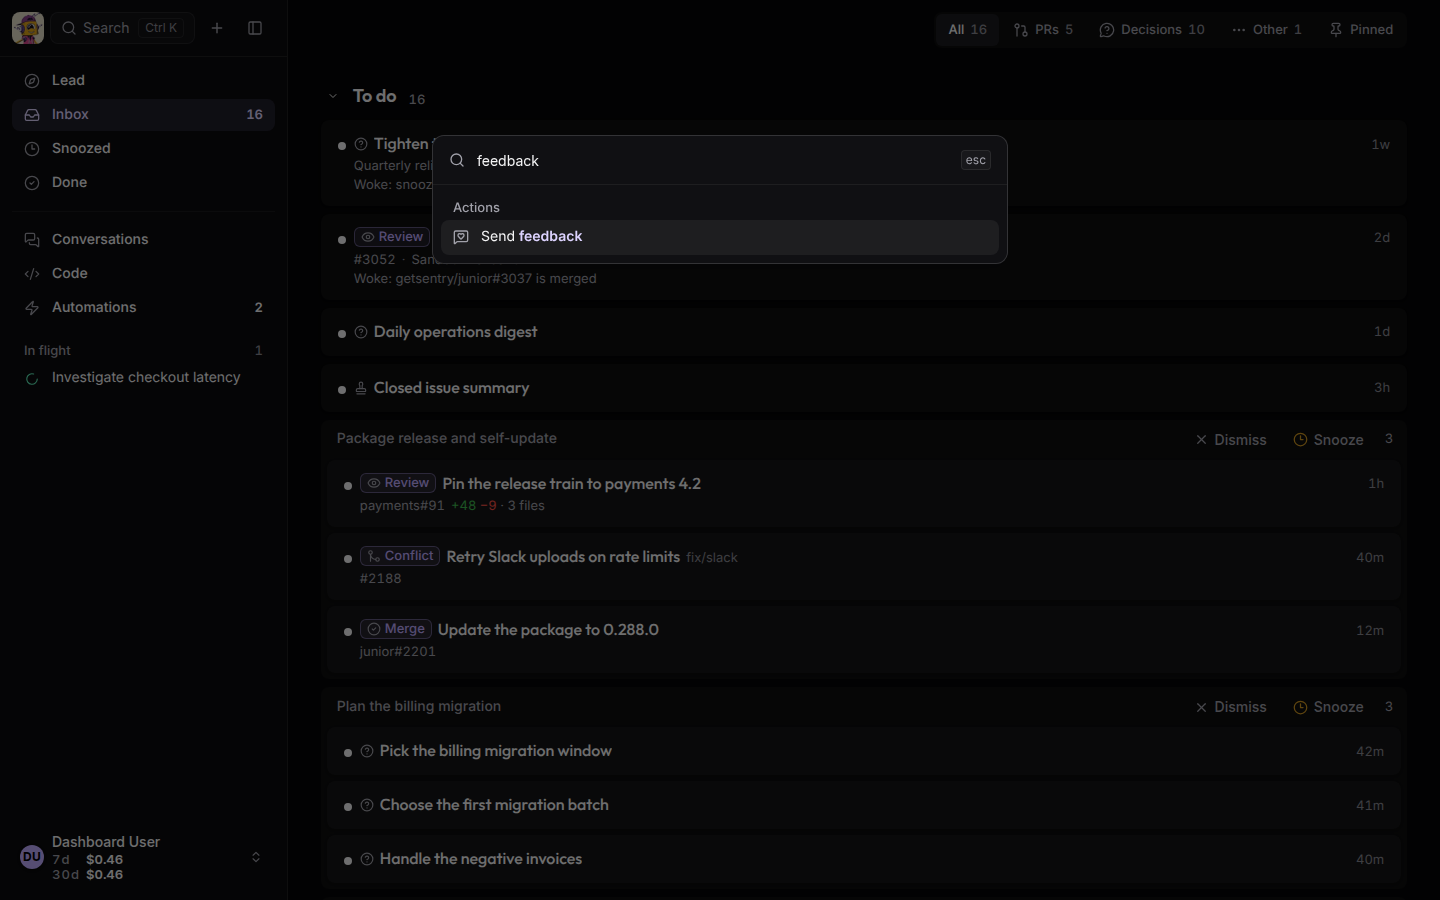 Search Ctrl K
Lead
Inbox 16
Snoozed
Done
Conversations
Code
Automations 2
In flight 1
Investigate checkout latency
Dashboard User
DU
7d $0.46
30d $0.46
All 16 PRs 5 Decisions 10 Other 1 Pinned
To do 16
Tighten 1w
Quarterly
Woke:
feedback esc
Actions
Send feedback
Review 2d
#3052 ·
Woke: getsentry/junior#3037 is merged
Daily operations digest 1d
Closed issue summary 3h
Package release and self-update Dismiss Snooze 3
Review Pin the release train to payments 4.2 1h
payments#91 +48 −9 · 3 files
Conflict Retry Slack uploads on rate limits fix/slack 40m
#2188
Merge Update the package to 0.288.0 12m
junior#2201
Plan the billing migration Dismiss Snooze 3
Pick the billing migration window 42m
Choose the first migration batch 41m
Handle the negative invoices 40m